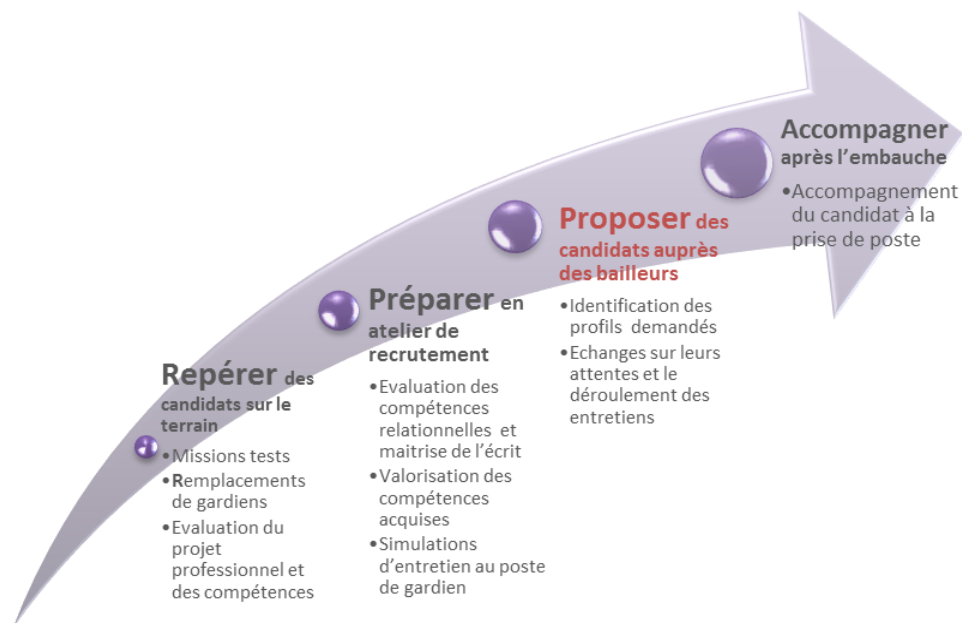 Repérer des
candidats sur le
terrain
•Missions tests
•Remplacements
de gardiens
•Evaluation du
projet
professionnel et
des compétences
Préparer en
atelier de
recrutement
•Evaluation des
compétences
relationnelles et
maitrise de l’écrit
•Valorisation des
compétences
acquises
•Simulations
d’entretien au poste
de gardien
Proposer des
candidats auprès
des bailleurs
•Identification des
profils demandés
•Echanges sur leurs
attentes et le
déroulement des
entretiens
Accompagner
après l’embauche
•Accompagnement
du candidat à la
prise de poste